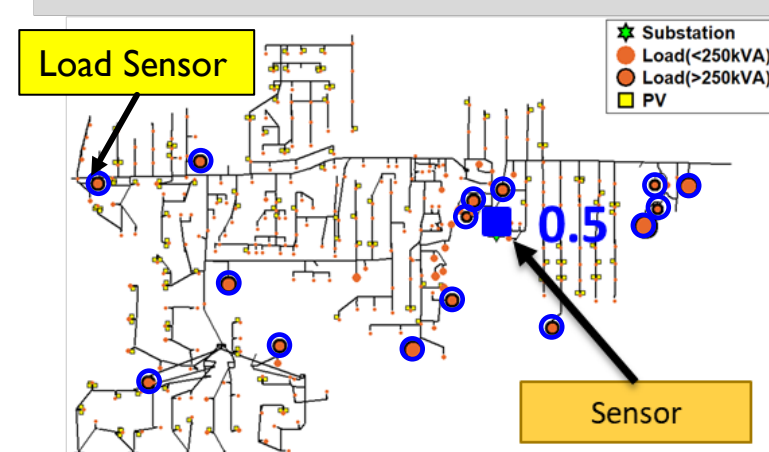 Load Sensor
Substation
Load(<250kVA)
Load(>250kVA)
PV
0.5
Sensor